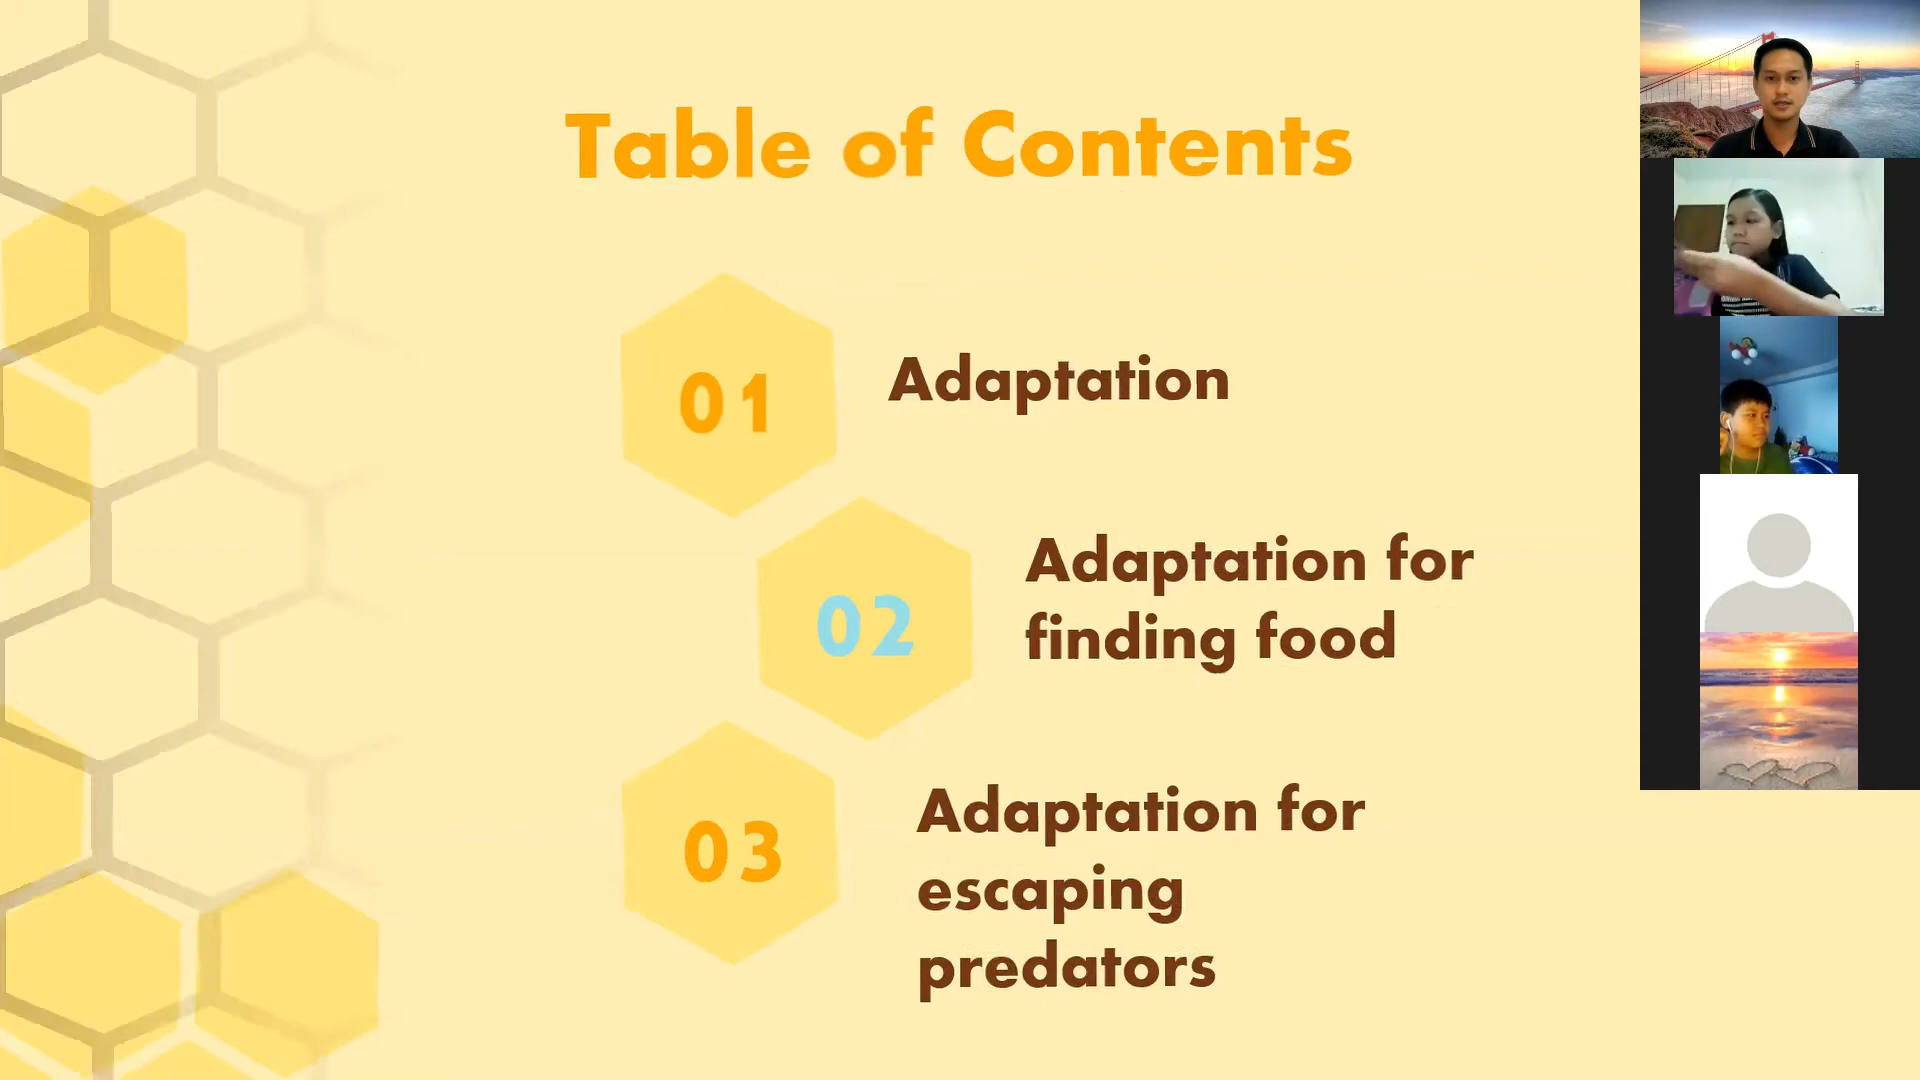 Table of Contents
01
Adaptation
02
Adaptation for
finding food
03
Adaptation for
escaping
predators